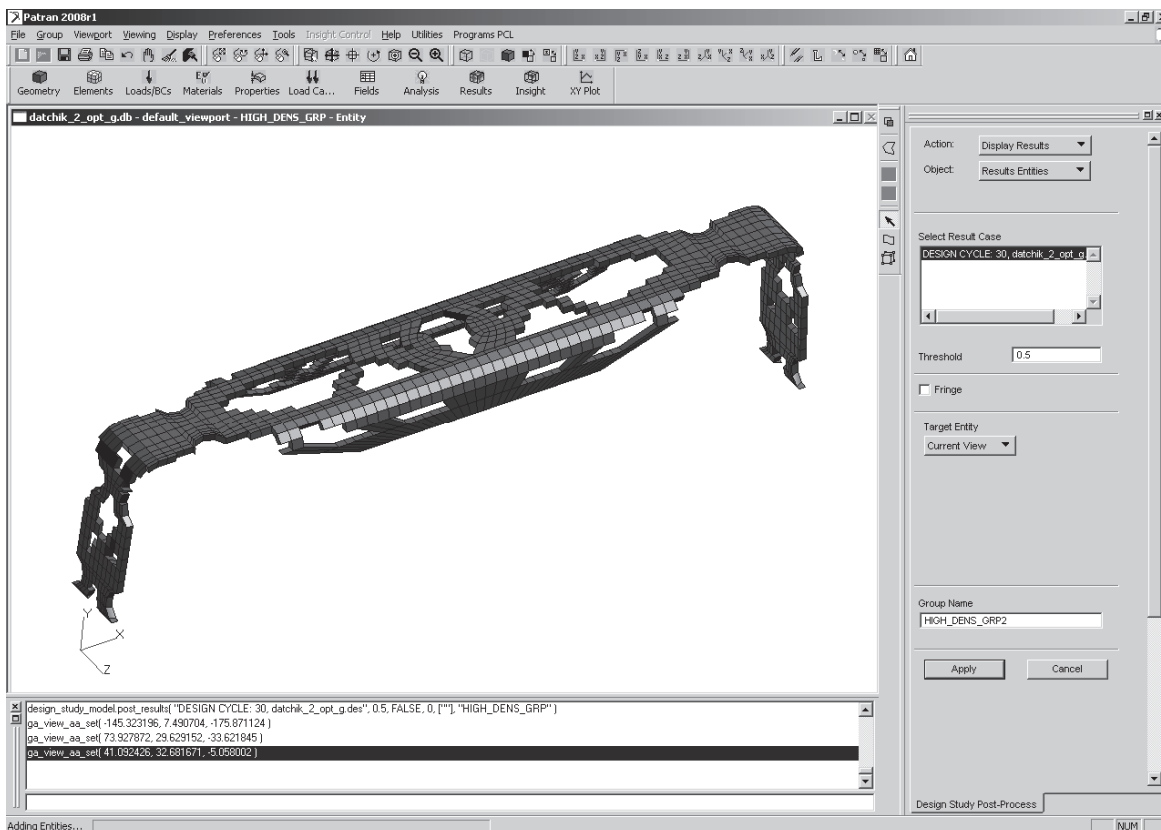 Patran 2008r1
File Group Viewport Viewing Display Preferences Tools Insight Control Help Utilities Programs PCL
Geometry Elements Loads/BCs Materials Properties Load Ca... Fields Analysis Results Insight XY Plot
datchik_2_opt_g.db - default_viewport - HIGH_DENS_GRP - Entity
Action: Display Results
Object: Results Entities
Select Result Case
DESIGN CYCLE: 30, datchik_2_opt_g
Threshold 0.5
Fringe
Target Entity
Current View
Group Name
HIGH_DENS_GRP2
Apply Cancel
Design Study Post-Process
Y
X
Z
design_study_model.post_results( "DESIGN CYCLE: 30, datchik_2_opt_g.des", 0.5, FALSE, 0, [""], "HIGH_DENS_GRP" )
ga_view_aa_set( -145.323196, 7.490704, -175.871124 )
ga_view_aa_set( 73.927872, 29.629152, -33.621845 )
ga_view_aa_set( 41.092426, 32.681671, -5.058002 )
Adding Entities...
NUM